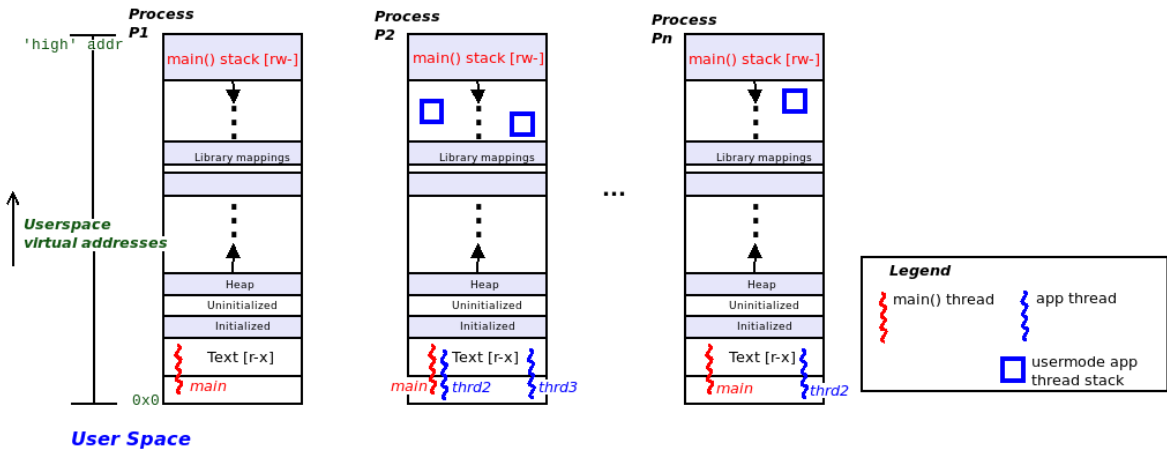 Process
P1
Process
P2
Process
Pn
'high' addr
main() stack [rw-]
main() stack [rw-]
main() stack [rw-]
Library mappings
Library mappings
Library mappings
...
Userspace
virtual addresses
Heap
Heap
Heap
Uninitialized
Uninitialized
Uninitialized
Initialized
Initialized
Initialized
Text [r-x]
Text [r-x]
Text [r-x]
main
main
thrd2
thrd3
main
thrd2
0x0
User Space
Legend
main() thread
app thread
usermode app
thread stack